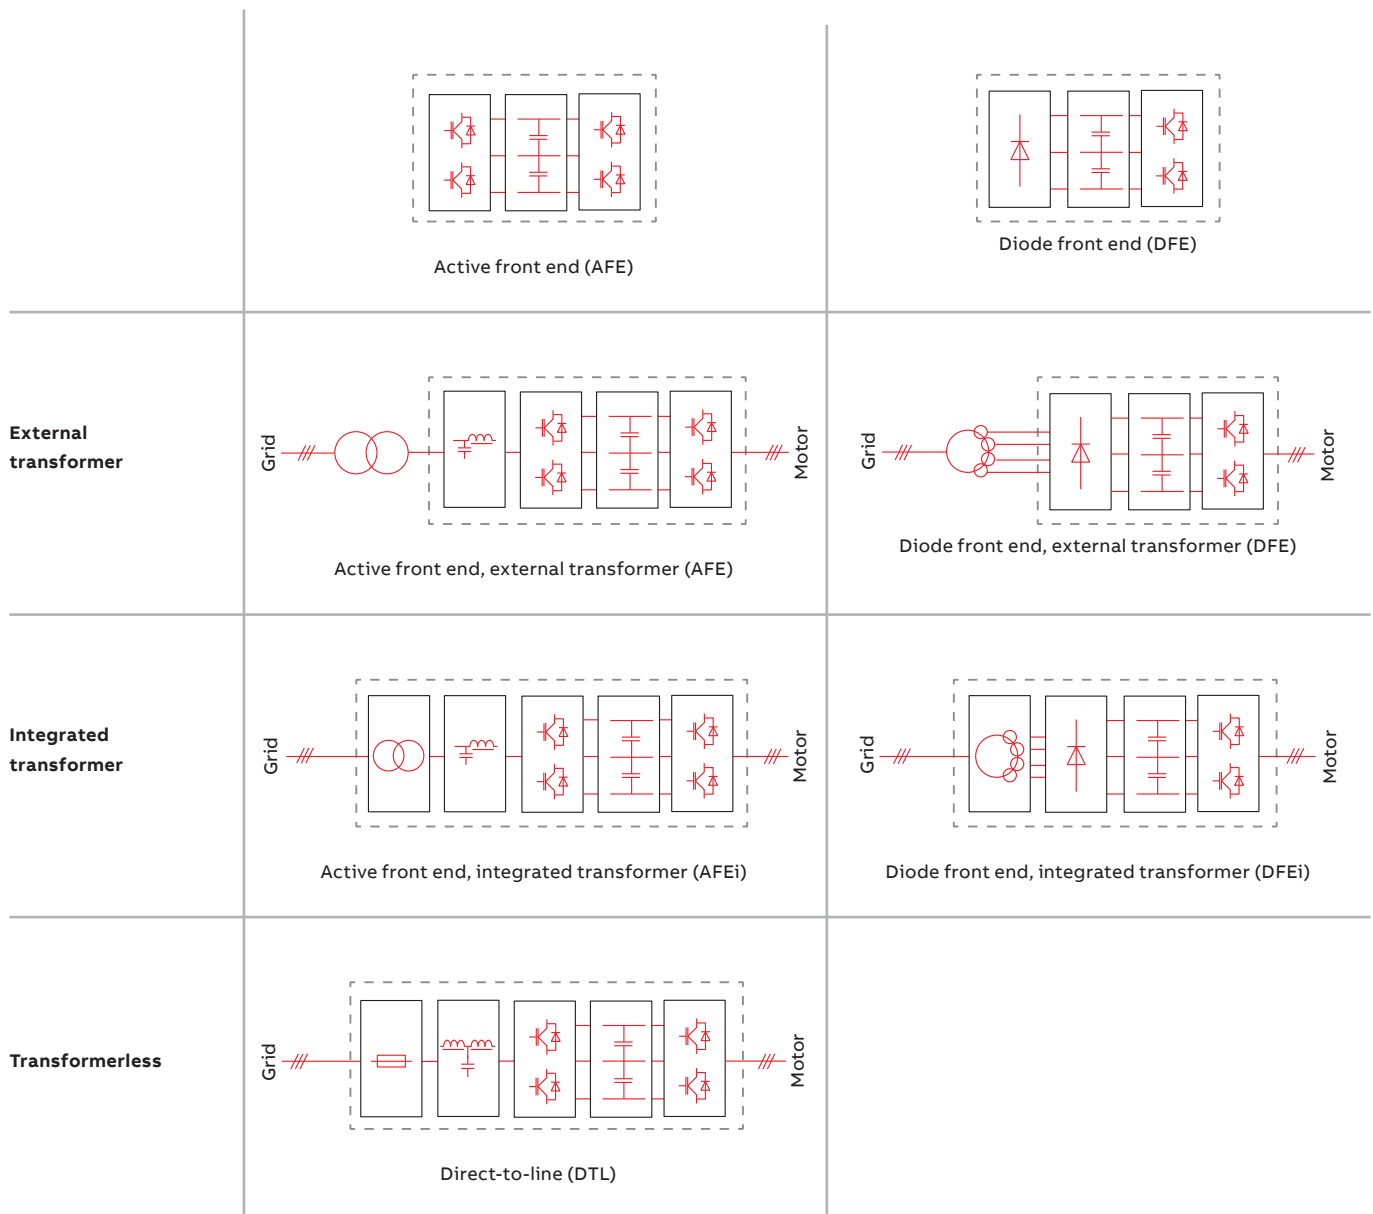 Active front end (AFE)
Diode front end (DFE)
External
transformer
Grid
Motor
Active front end, external transformer (AFE)
Grid
Motor
Diode front end, external transformer (DFE)
Integrated
transformer
Grid
Motor
Active front end, integrated transformer (AFEi)
Grid
Motor
Diode front end, integrated transformer (DFEi)
Transformerless
Grid
Motor
Direct-to-line (DTL)